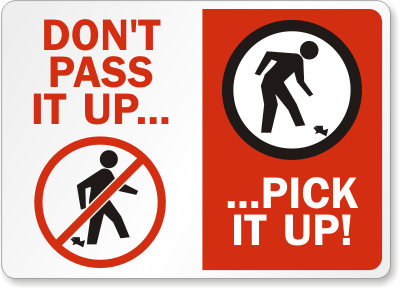 DON'T
PASS
IT UP...
...PICK
IT UP!